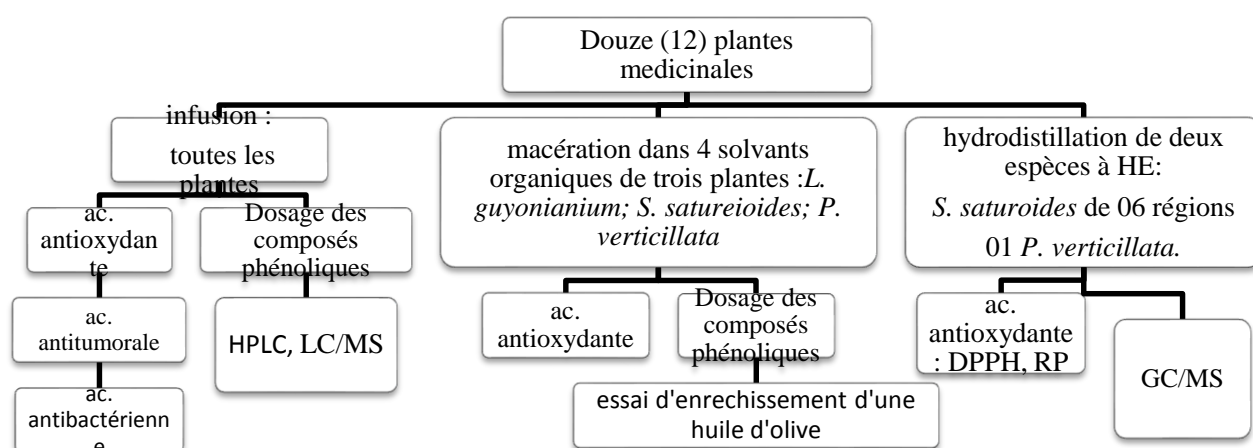 Douze (12) plantes
medicinales
infusion :
toutes les
plantes
macération dans 4 solvants
organiques de trois plantes :L.
guyonianium; S. satureioides; P.
verticillata
hydrodistillation de deux
espèces à HE:
S. saturoides de 06 régions
01 P. verticillata.
ac.
antioxydan
te
Dosage des
composés
phénoliques
ac.
antioxydante
Dosage des
composés
phénoliques
ac.
antioxydante
: DPPH, RP
GC/MS
ac.
antitumorale
HPLC, LC/MS
ac.
antibactérienn
e
essai d'enrechissement d'une
huile d'olive